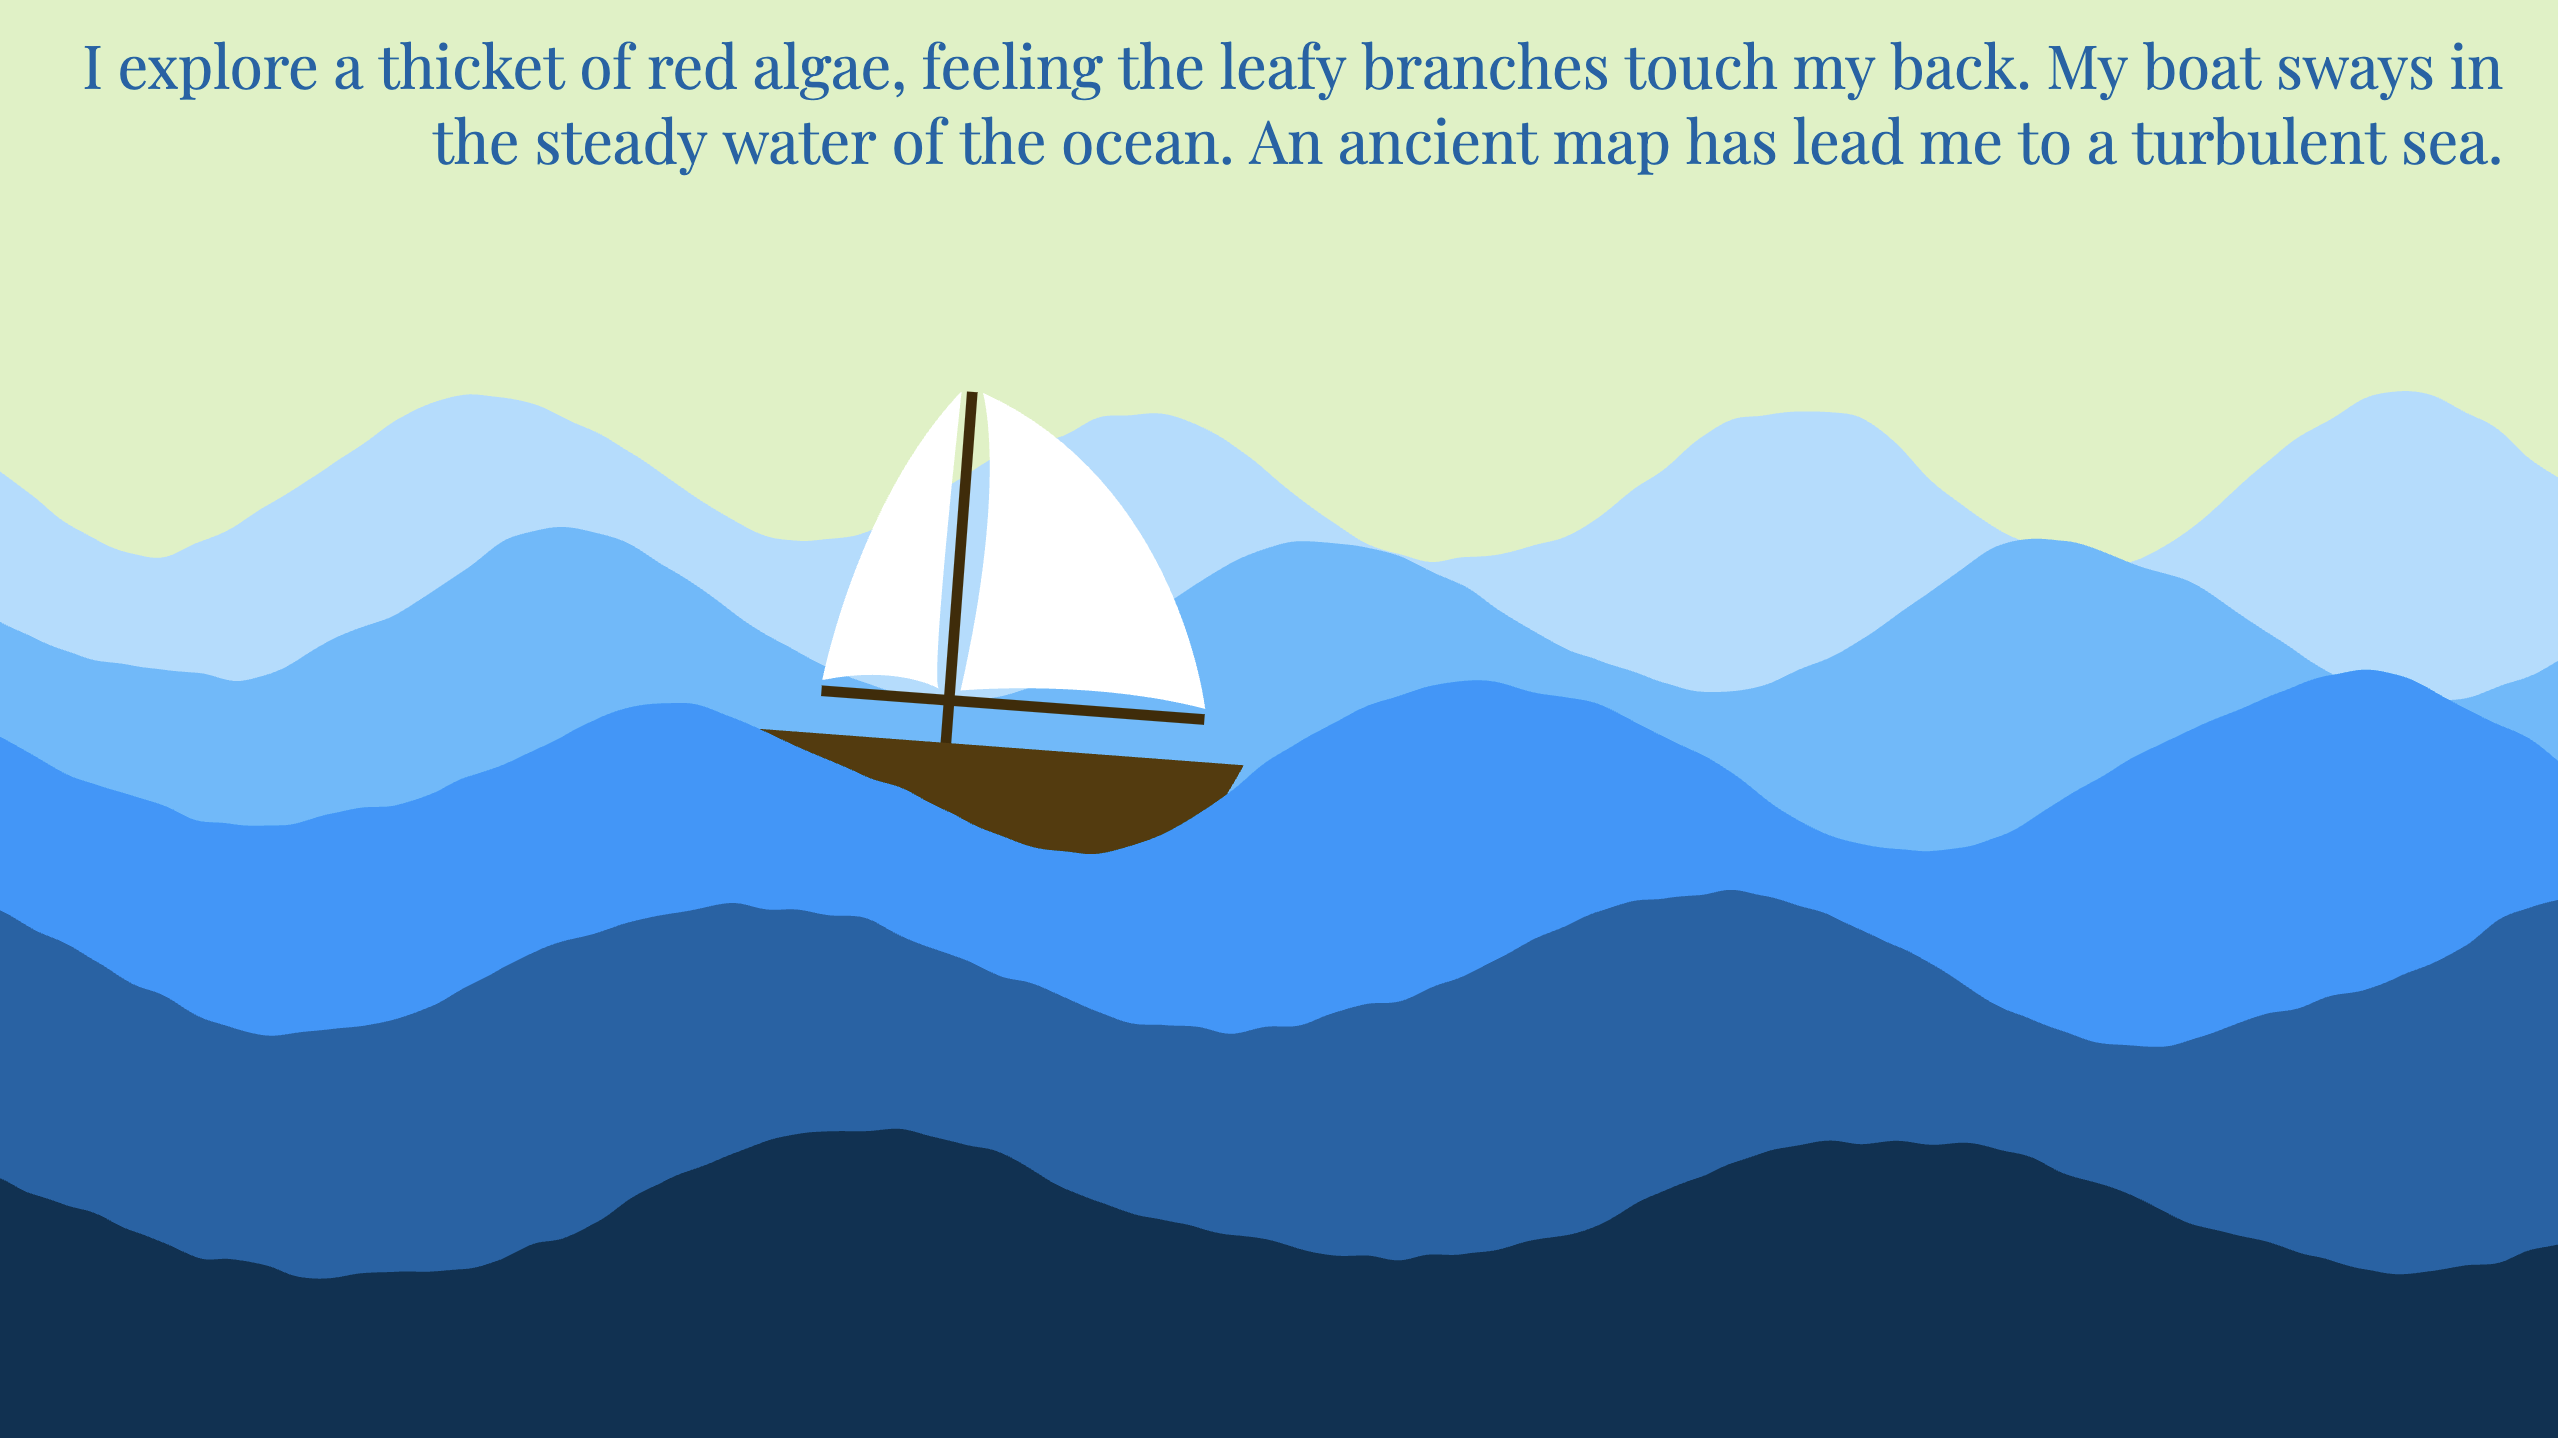 I explore a thicket of red algae, feeling the leafy branches touch my back. My boat sways in
the steady water of the ocean. An ancient map has lead me to a turbulent sea.